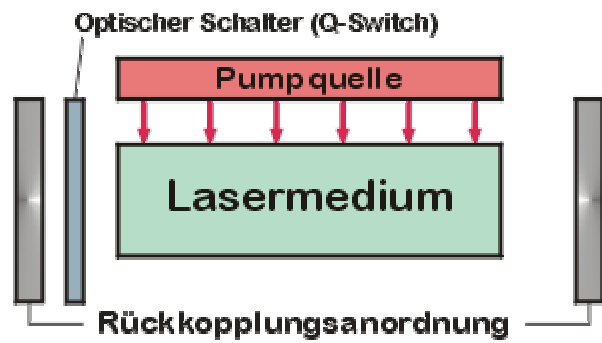 Optischer Schalter (Q-Switch)
Pumpquelle
Lasermedium
Rückkopplungsanordnung